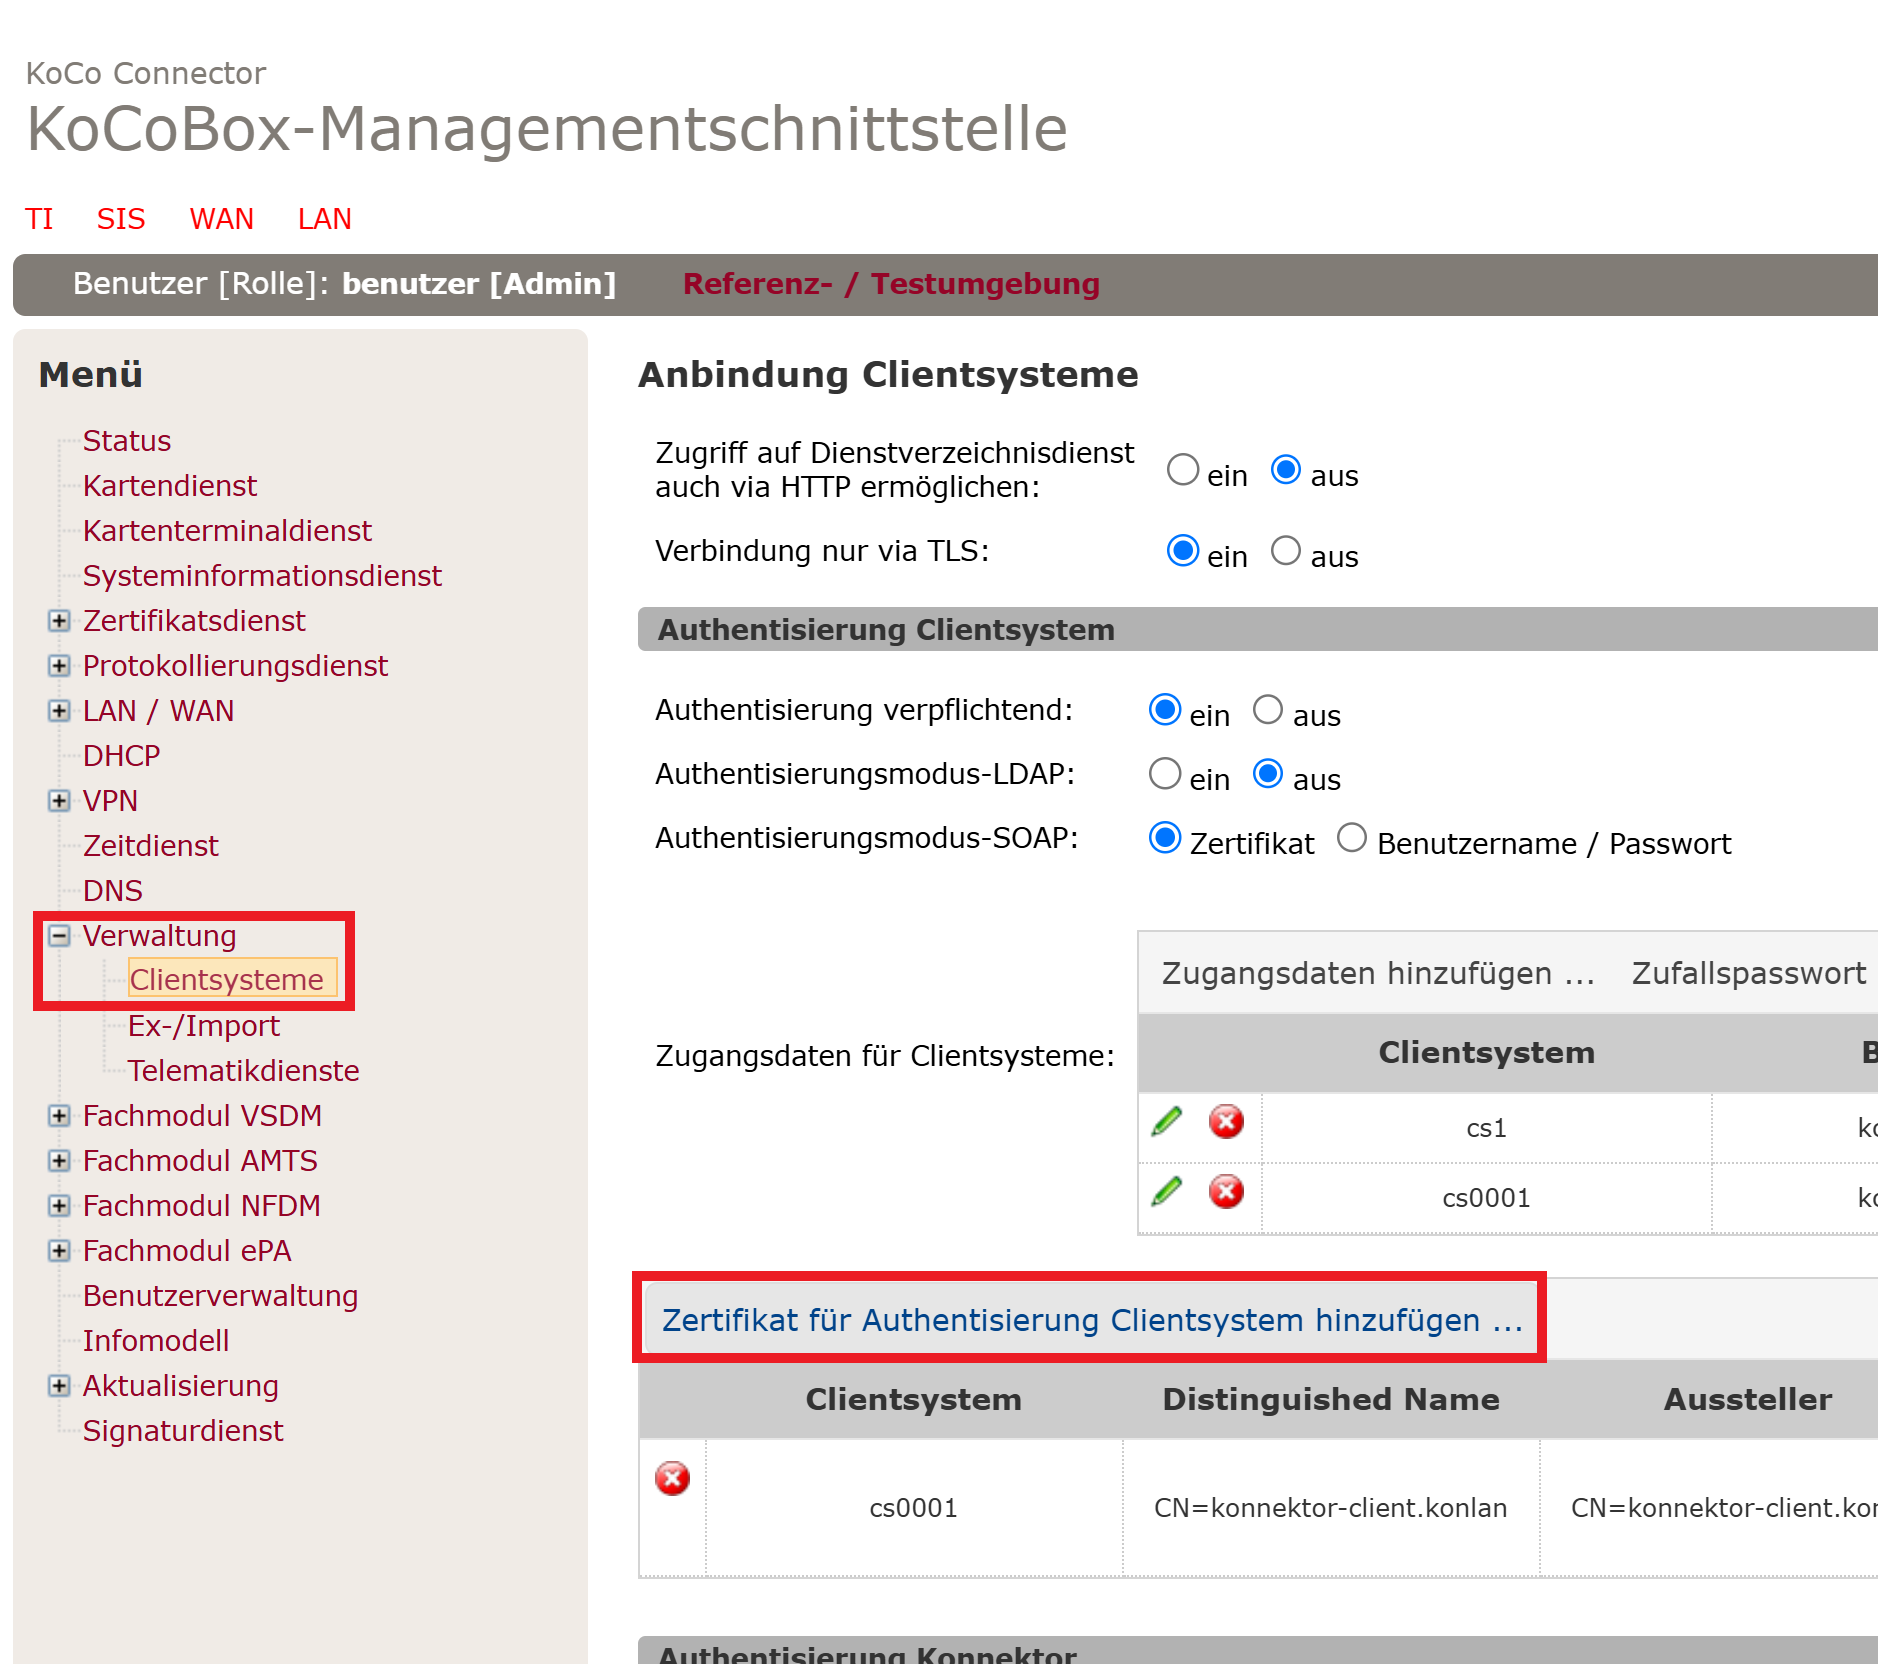 KoCo Connector
KoCoBox-Managementschnittstelle
TI SIS WAN LAN
Benutzer [Rolle]: benutzer [Admin] Referenz- / Testumgebung
Menü
Status
Kartendienst
Kartenterminaldienst
Systeminformationsdienst
Zertifikatsdienst
Protokollierungsdienst
LAN / WAN
DHCP
VPN
Zeitdienst
DNS
Verwaltung
Clientsysteme
Ex-/Import
Telematikdienste
Fachmodul VSDM
Fachmodul AMTS
Fachmodul NFDM
Fachmodul ePA
Benutzerverwaltung
Infomodell
Aktualisierung
Signaturdienst
Anbindung Clientsysteme
Zugriff auf Dienstverzeichnisdienst
auch via HTTP ermöglichen: ein aus
Verbindung nur via TLS: ein aus
Authentisierung Clientsystem
Authentisierung verpflichtend: ein aus
Authentisierungsmodus-LDAP: ein aus
Authentisierungsmodus-SOAP: Zertifikat Benutzername / Passwort
Zugangsdaten für Clientsysteme:
Zugangsdaten hinzufügen ... Zufallspasswort
Clientsystem
cs1
cs0001
Zertifikat für Authentisierung Clientsystem hinzufügen ...
Clientsystem Distinguished Name Aussteller
cs0001 CN=konnektor-client.konlan CN=konnektor-client.kon
Authentisierung Konnektor